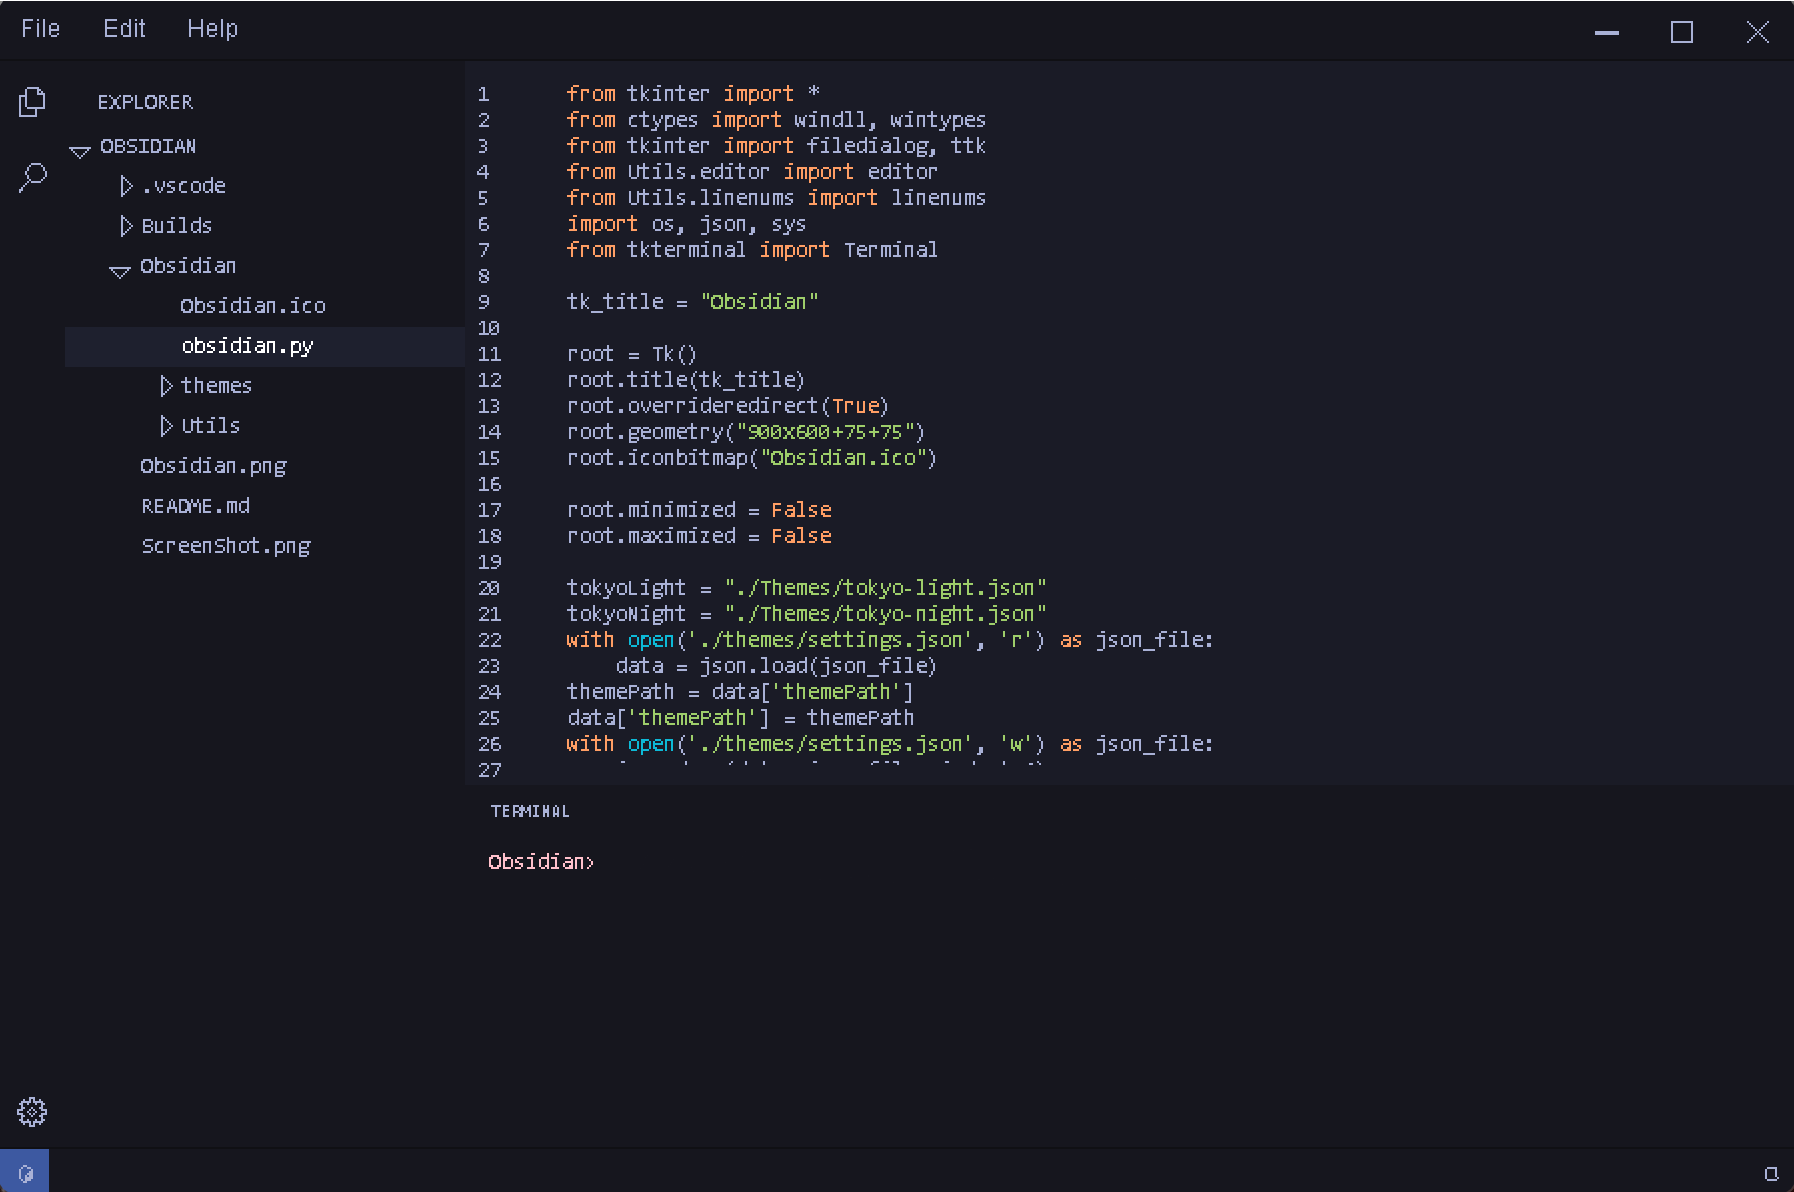 File Edit Help
EXPLORER
OBSIDIAN
.vscode
Builds
Obsidian
Obsidian.ico
obsidian.py
themes
Utils
Obsidian.png
README.md
ScreenShot.png
1 from tkinter import *
2 from ctypes import windll, wintypes
3 from tkinter import filedialog, ttk
4 from Utils.editor import editor
5 from Utils.linenums import linenums
6 import os, json, sys
7 from tkterminal import Terminal
8
9 tk_title = "Obsidian"
10
11 root = Tk()
12 root.title(tk_title)
13 root.overrideredirect(True)
14 root.geometry("900x600+75+75")
15 root.iconbitmap("Obsidian.ico")
16
17 root.minimized = False
18 root.maximized = False
19
20 tokyoLight = "./Themes/tokyo-light.json"
21 tokyoNight = "./Themes/tokyo-night.json"
22 with open('./themes/settings.json', 'r') as json_file:
23     data = json.load(json_file)
24 themePath = data['themePath']
25 data['themePath'] = themePath
26 with open('./themes/settings.json', 'w') as json_file:
27
TERMINAL
Obsidian>